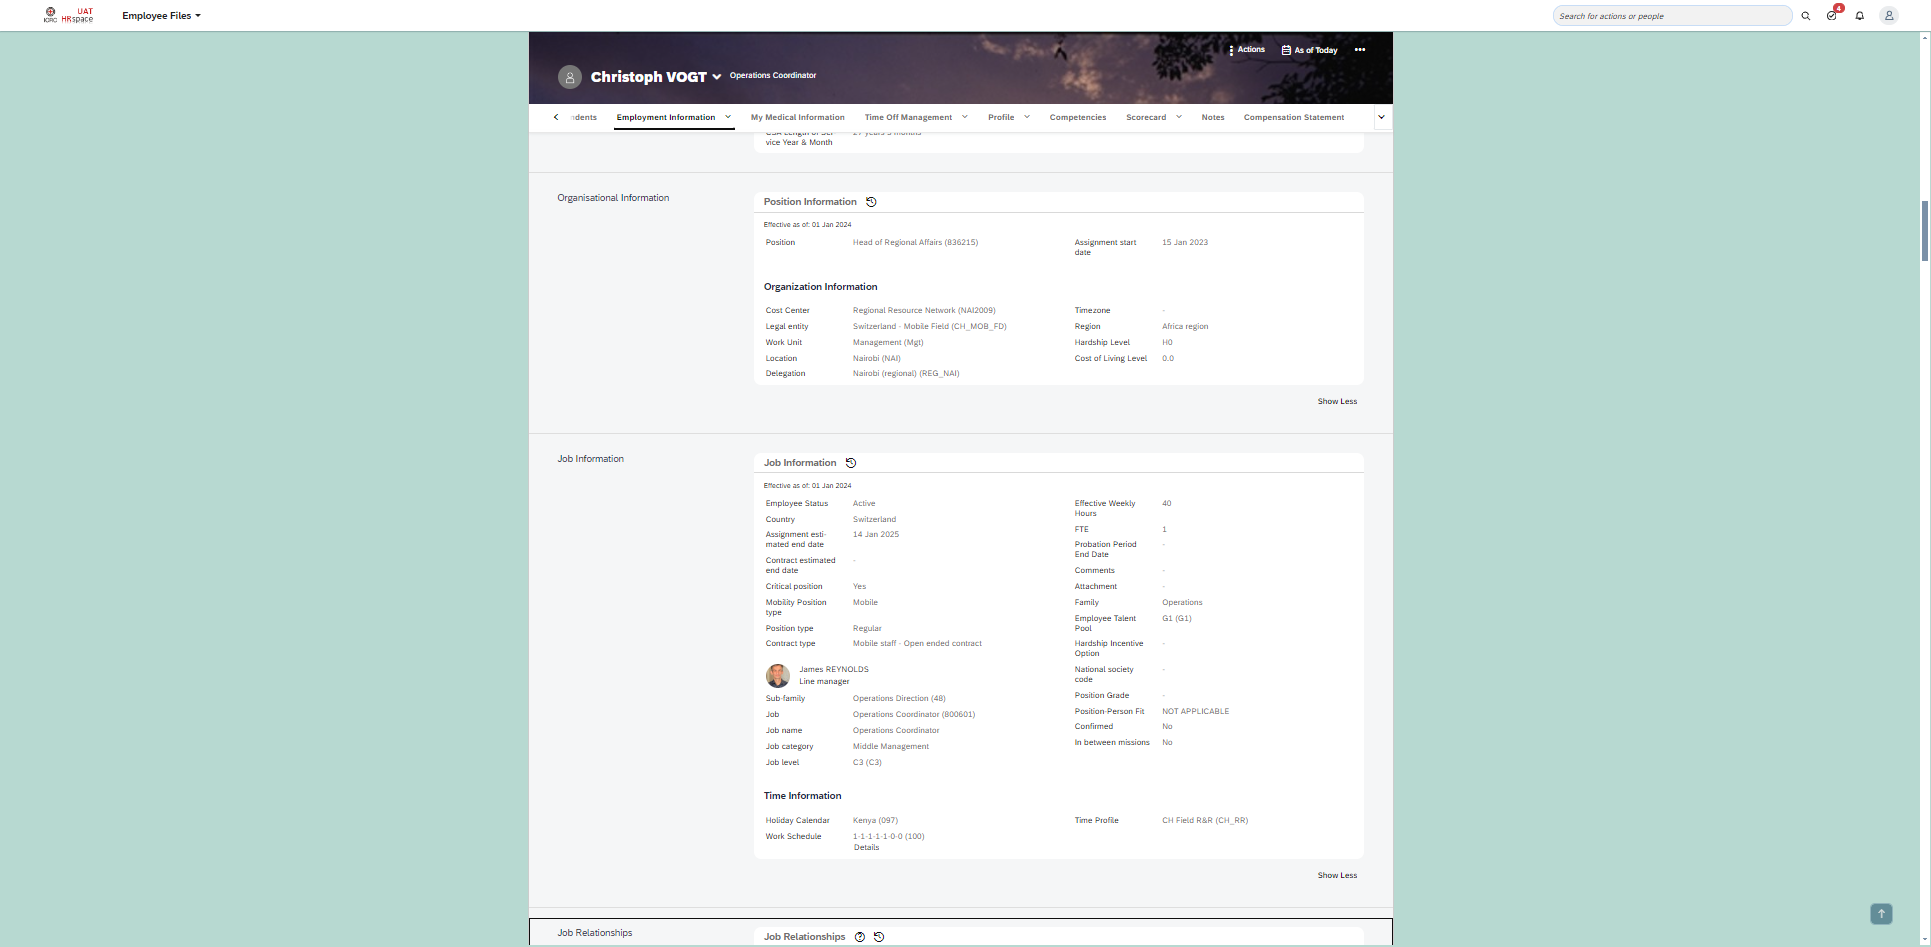 ICRC
UAT
HRspace
Employee Files
Search for actions or people
4
Actions
As of Today
Christoph VOGT
Operations Coordinator
ndents
Employment Information
My Medical Information
Time Off Management
Profile
Competencies
Scorecard
Notes
Compensation Statement
vice Year & Month
Organisational Information
Position Information
Effective as of: 01 Jan 2024
Position
Head of Regional Affairs (836215)
Assignment start
date
15 Jan 2023
Organization Information
Cost Center
Regional Resource Network (NAI2009)
Timezone
-
Legal entity
Switzerland - Mobile Field (CH_MOB_FD)
Region
Africa region
Work Unit
Management (Mgt)
Hardship Level
H0
Location
Nairobi (NAI)
Cost of Living Level
0.0
Delegation
Nairobi (regional) (REG_NAI)
Show Less
Job Information
Job Information
Effective as of: 01 Jan 2024
Employee Status
Active
Country
Switzerland
Assignment esti-
mated end date
14 Jan 2025
Contract estimated
end date
-
Critical position
Yes
Mobility Position
type
Mobile
Position type
Regular
Contract type
Mobile staff - Open ended contract
James REYNOLDS
Line manager
Sub-family
Operations Direction (48)
Job
Operations Coordinator (800601)
Job name
Operations Coordinator
Job category
Middle Management
Job level
C3 (C3)
Effective Weekly
Hours
40
FTE
1
Probation Period
End Date
-
Comments
-
Attachment
-
Family
Operations
Employee Talent
Pool
G1 (G1)
Hardship Incentive
Option
-
National society
code
-
Position Grade
-
Position-Person Fit
NOT APPLICABLE
Confirmed
No
In between missions
No
Time Information
Holiday Calendar
Kenya (097)
Time Profile
CH Field R&R (CH_RR)
Work Schedule
1-1-1-1-1-0-0 (100)
Details
Show Less
Job Relationships
Job Relationships